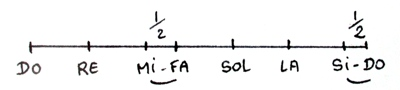 1/2 1/2
DO RE Mi-FA SOL LA Si-DO